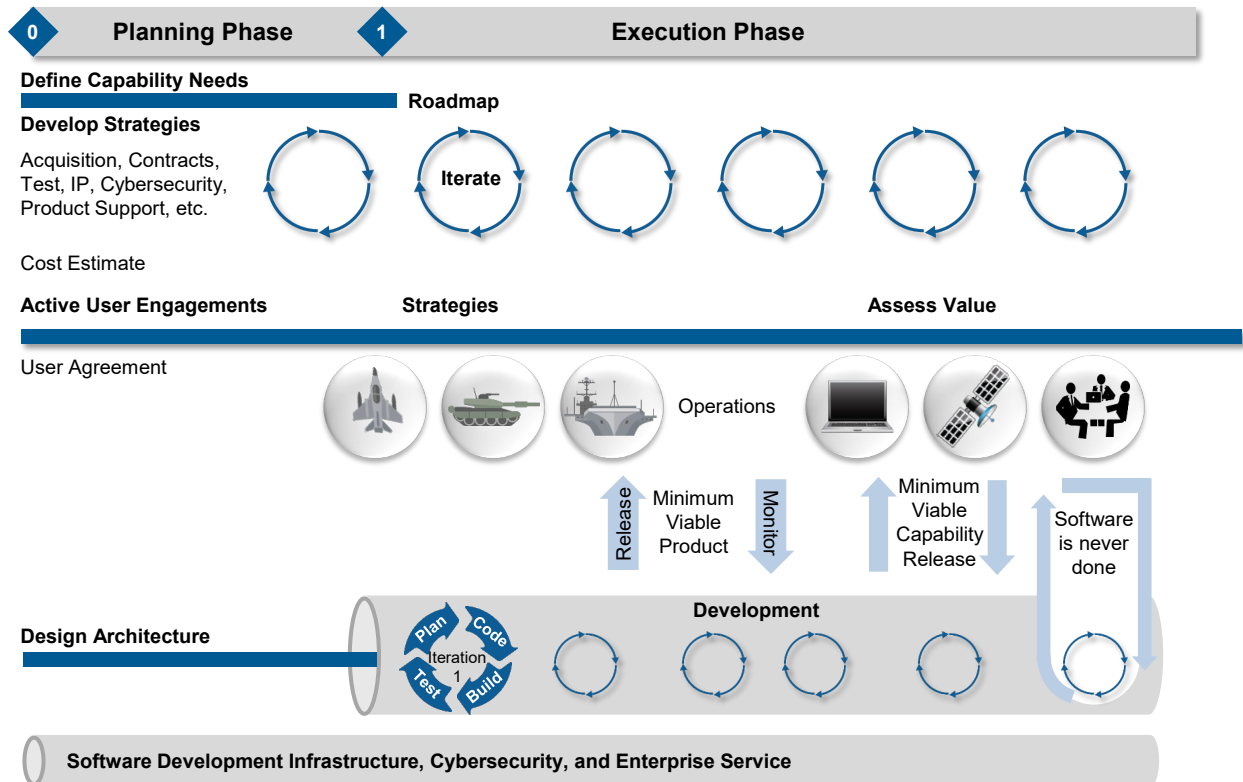 0
Planning Phase
1
Execution Phase
Define Capability Needs
Roadmap
Develop Strategies
Acquisition, Contracts,
Test, IP, Cybersecurity,
Product Support, etc.
Iterate
Cost Estimate
Active User Engagements
Strategies
Assess Value
User Agreement
Operations
Release
Minimum
Viable
Product
Monitor
Minimum
Viable
Capability
Release
Software
is never
done
Design Architecture
Development
Plan
Code
Iteration
1
Test
Build
Software Development Infrastructure, Cybersecurity, and Enterprise Service